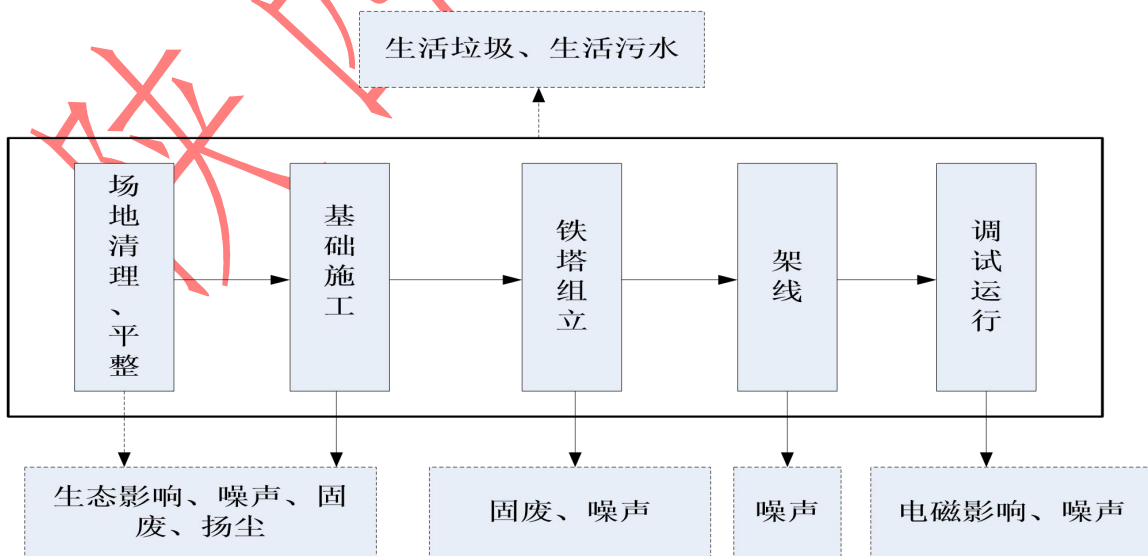 生活垃圾、生活污水
场地清理、平整
基础施工
铁塔组立
架线
调试运行
生态影响、噪声、固
废、扬尘
固废、噪声
噪声
电磁影响、噪声